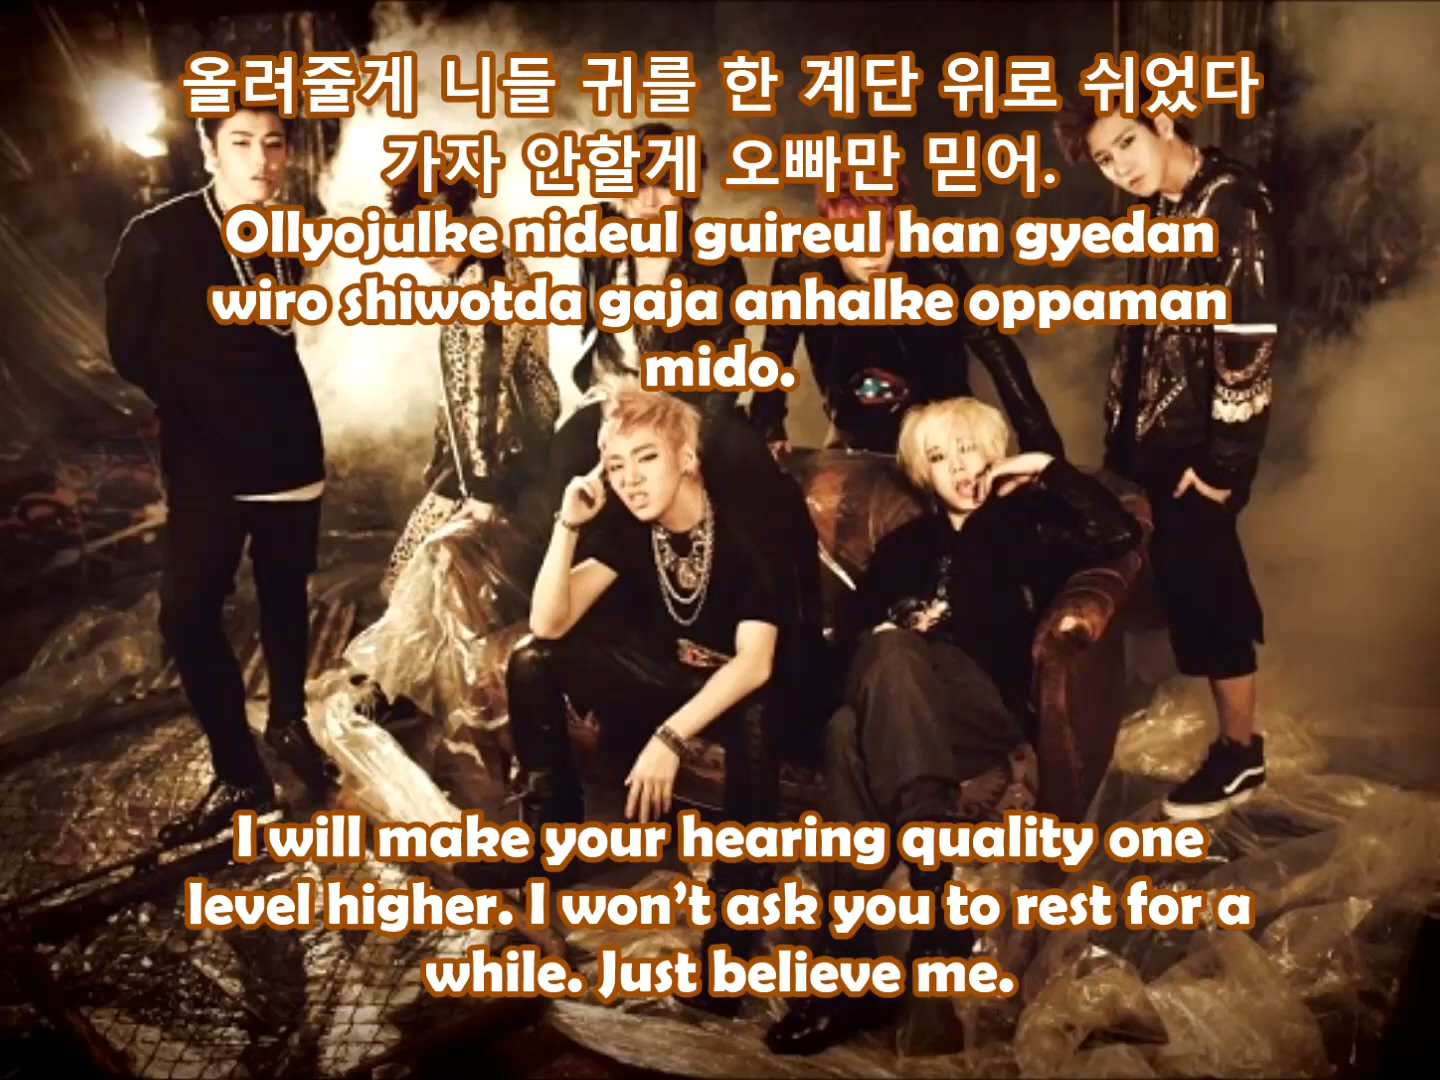 올려줄게 니들 귀를 한 계단 위로 쉬었다
가자 안할게 오빠만 믿어.
Ollyojulke nideul guireul han gyedan
wiro shiwotda gaja anhalke oppaman
mido.
I will make your hearing quality one
level higher. I won't ask you to rest for a
while. Just believe me.